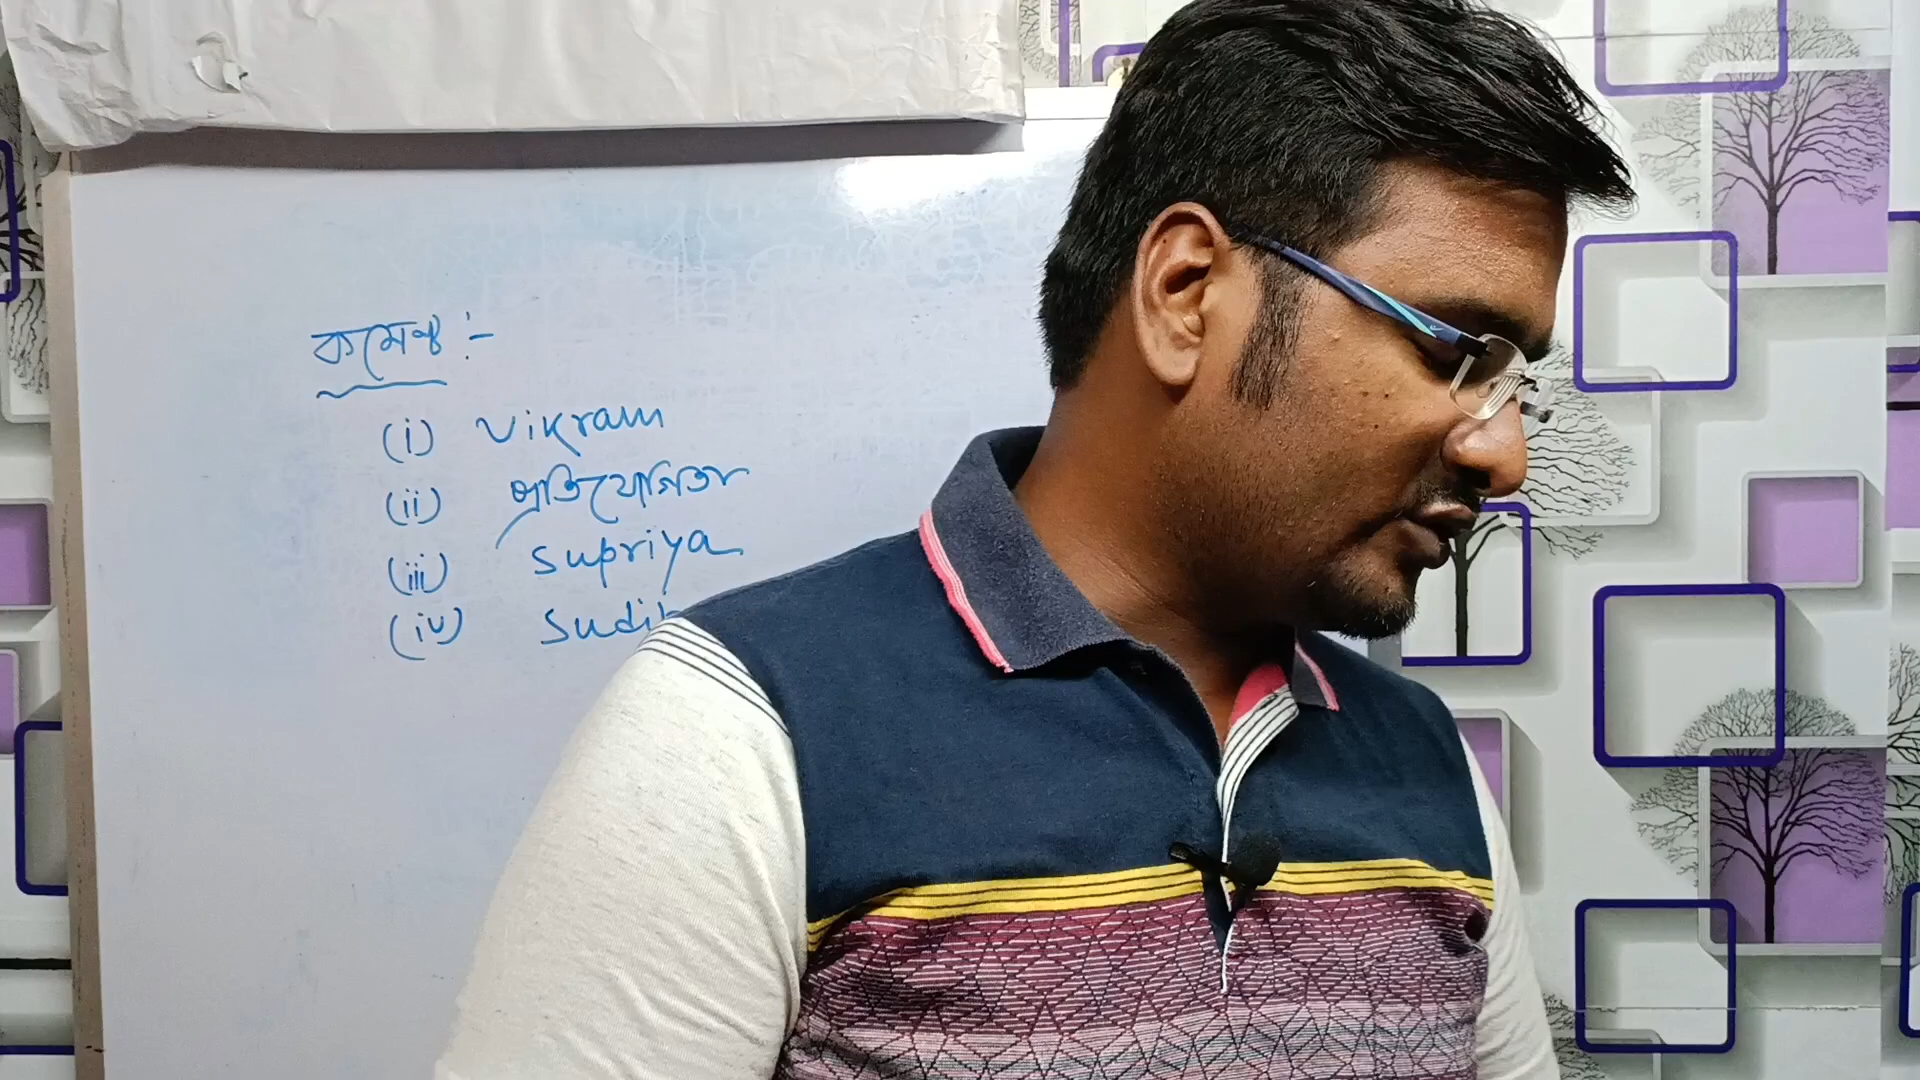 কমেন্ট :-
(i) Vikram
(ii) প্রতিযোগিতা
(iii) Supriya
(iv)